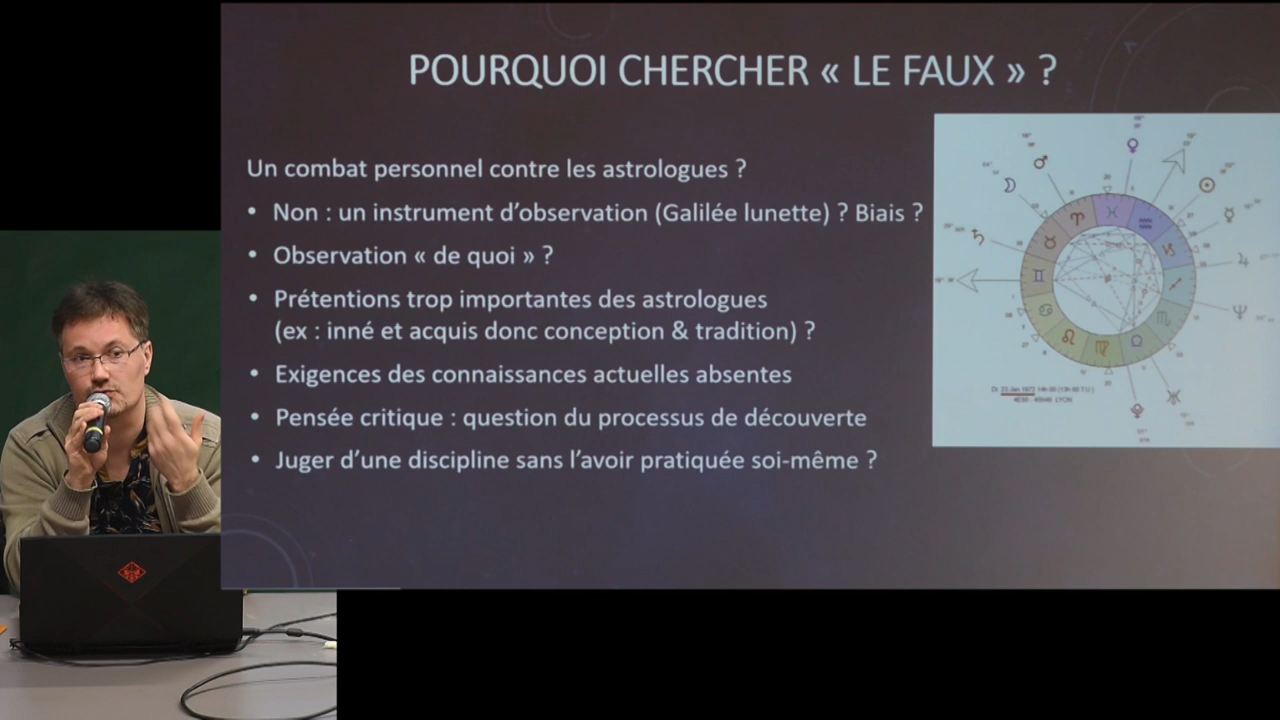 POURQUOI CHERCHER « LE FAUX » ?
Un combat personnel contre les astrologues ?
• Non : un instrument d'observation (Galilée lunette) ? Biais ?
• Observation « de quoi » ?
• Prétentions trop importantes des astrologues
(ex : inné et acquis donc conception & tradition) ?
• Exigences des connaissances actuelles absentes
• Pensée critique : question du processus de découverte
• Juger d'une discipline sans l'avoir pratiquée soi-même ?
LYON